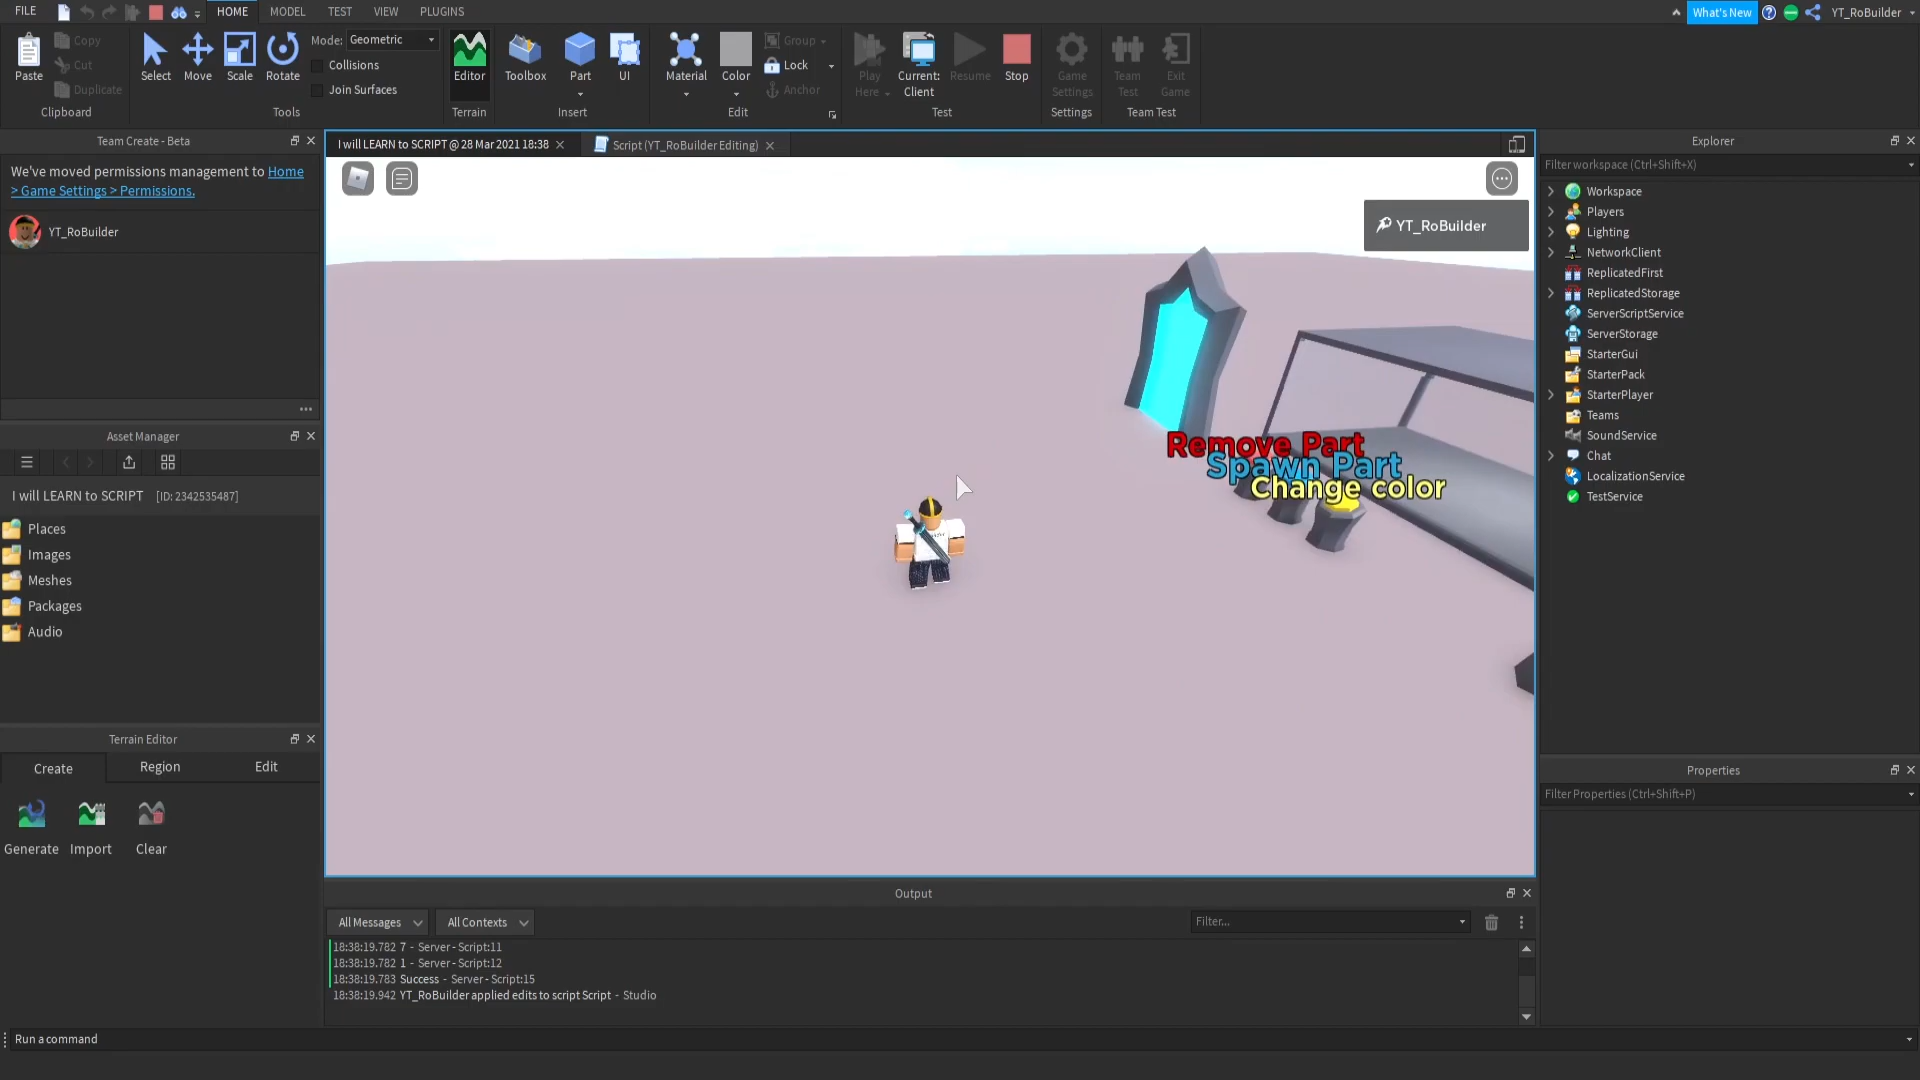 FILE
HOME
MODEL
TEST
VIEW
PLUGINS
What's New
YT_RoBuilder
Paste
Copy
Cut
Duplicate
Clipboard
Select
Move
Scale
Rotate
Mode: Geometric
Collisions
Join Surfaces
Tools
Editor
Terrain
Toolbox
Part
UI
Insert
Material
Color
Group
Lock
Anchor
Edit
Play Here
Current: Client
Resume
Stop
Test
Game Settings
Settings
Team Test
Exit Game
Team Test
Team Create - Beta
We've moved permissions management to Home
> Game Settings > Permissions.
YT_RoBuilder
Asset Manager
I will LEARN to SCRIPT [ID: 2342535487]
Places
Images
Meshes
Packages
Audio
Terrain Editor
Create
Region
Edit
Generate
Import
Clear
I will LEARN to SCRIPT @ 28 Mar 2021 18:38
Script (YT_RoBuilder Editing)
YT_RoBuilder
Remove Part
Spawn Part
Change color
Output
All Messages
All Contexts
Filter...
18:38:19.782 7 - Server - Script:11
18:38:19.782 1 - Server - Script:12
18:38:19.783 Success - Server - Script:15
18:38:19.942 YT_RoBuilder applied edits to script Script - Studio
Explorer
Filter workspace (Ctrl+Shift+X)
Workspace
Players
Lighting
NetworkClient
ReplicatedFirst
ReplicatedStorage
ServerScriptService
ServerStorage
StarterGui
StarterPack
StarterPlayer
Teams
SoundService
Chat
LocalizationService
TestService
Properties
Filter Properties (Ctrl+Shift+P)
Run a command